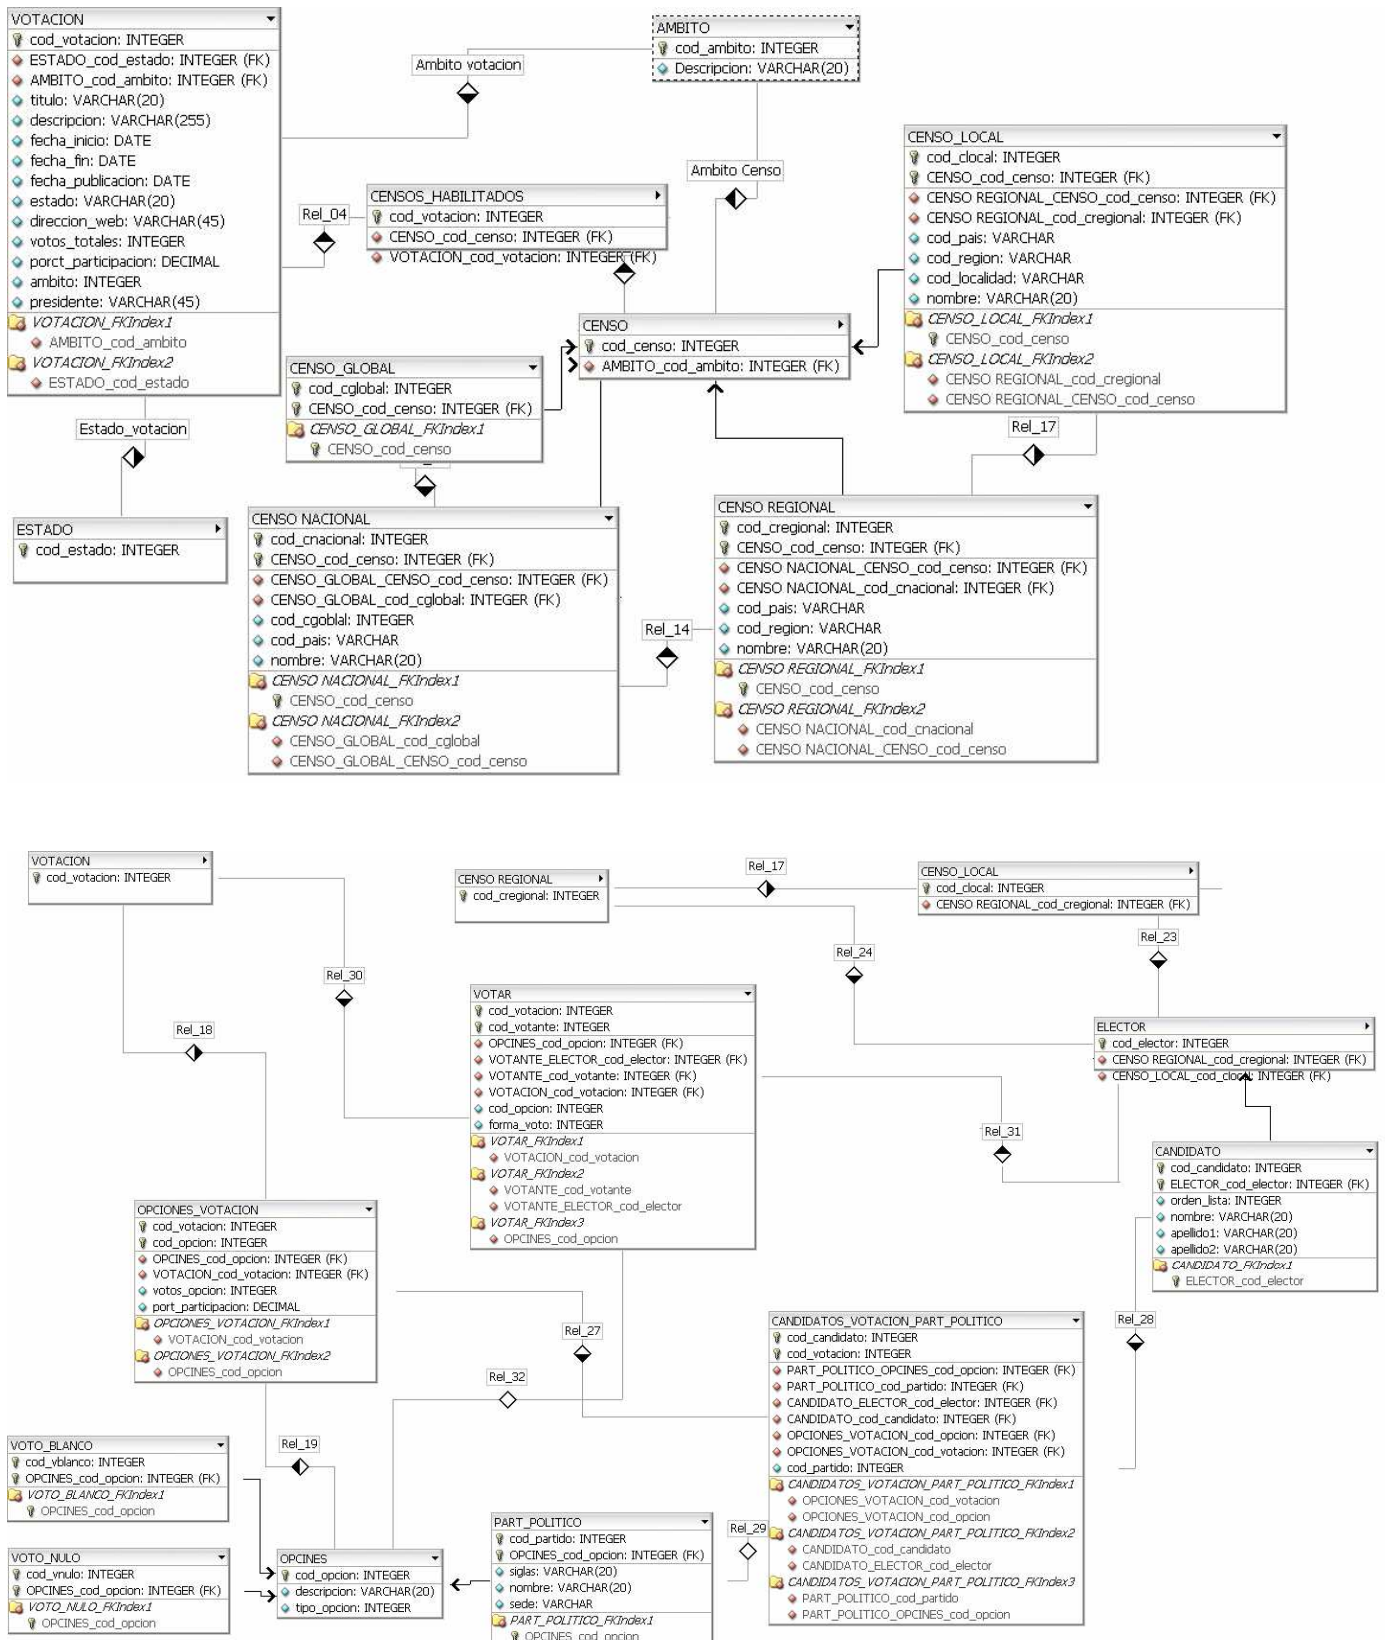 VOTACION
cod_votacion: INTEGER
ESTADO_cod_estado: INTEGER (FK)
AMBITO_cod_ambito: INTEGER (FK)
titulo: VARCHAR(20)
descripcion: VARCHAR(255)
fecha_inicio: DATE
fecha_fin: DATE
fecha_publicacion: DATE
estado: VARCHAR(20)
direccion_web: VARCHAR(45)
votos_totales: INTEGER
porct_participacion: DECIMAL
ambito: INTEGER
presidente: VARCHAR(45)
VOTACION_FKIndex1
AMBITO_cod_ambito
VOTACION_FKIndex2
ESTADO_cod_estado
Ambito votacion
AMBITO
cod_ambito: INTEGER
Descripcion: VARCHAR(20)
Ambito Censo
Rel_04
CENSOS_HABILITADOS
cod_votacion: INTEGER
CENSO_cod_censo: INTEGER (FK)
VOTACION_cod_votacion: INTEGER(FK)
CENSO_LOCAL
cod_clocal: INTEGER
CENSO_cod_censo: INTEGER (FK)
CENSO REGIONAL_CENSO_cod_censo: INTEGER (FK)
CENSO REGIONAL_cod_cregional: INTEGER (FK)
cod_pais: VARCHAR
cod_region: VARCHAR
cod_localidad: VARCHAR
nombre: VARCHAR(20)
CENSO_LOCAL_FKIndex1
CENSO_cod_censo
CENSO_LOCAL_FKIndex2
CENSO REGIONAL_cod_cregional
CENSO REGIONAL_CENSO_cod_censo
CENSO
cod_censo: INTEGER
AMBITO_cod_ambito: INTEGER (FK)
CENSO_GLOBAL
cod_cglobal: INTEGER
CENSO_cod_censo: INTEGER (FK)
CENSO_GLOBAL_FKIndex1
CENSO_cod_censo
Estado_votacion
Rel_17
ESTADO
cod_estado: INTEGER
CENSO NACIONAL
cod_cnacional: INTEGER
CENSO_cod_censo: INTEGER (FK)
CENSO_GLOBAL_CENSO_cod_censo: INTEGER (FK)
CENSO_GLOBAL_cod_cglobal: INTEGER (FK)
cod_cgoblal: INTEGER
cod_pais: VARCHAR
nombre: VARCHAR(20)
CENSO NACIONAL_FKIndex1
CENSO_cod_censo
CENSO NACIONAL_FKIndex2
CENSO_GLOBAL_cod_cglobal
CENSO_GLOBAL_CENSO_cod_censo
Rel_14
CENSO REGIONAL
cod_cregional: INTEGER
CENSO_cod_censo: INTEGER (FK)
CENSO NACIONAL_CENSO_cod_censo: INTEGER (FK)
CENSO NACIONAL_cod_cnacional: INTEGER (FK)
cod_pais: VARCHAR
cod_region: VARCHAR
nombre: VARCHAR(20)
CENSO REGIONAL_FKIndex1
CENSO_cod_censo
CENSO REGIONAL_FKIndex2
CENSO NACIONAL_cod_cnacional
CENSO NACIONAL_CENSO_cod_censo
VOTACION
cod_votacion: INTEGER
CENSO REGIONAL
cod_cregional: INTEGER
Rel_17
CENSO_LOCAL
cod_clocal: INTEGER
CENSO REGIONAL_cod_cregional: INTEGER (FK)
Rel_23
Rel_24
Rel_30
Rel_18
VOTAR
cod_votacion: INTEGER
cod_votante: INTEGER
OPCINES_cod_opcion: INTEGER (FK)
VOTANTE_ELECTOR_cod_elector: INTEGER (FK)
VOTANTE_cod_votante: INTEGER (FK)
VOTACION_cod_votacion: INTEGER (FK)
cod_opcion: INTEGER
forma_voto: INTEGER
VOTAR_FKIndex1
VOTACION_cod_votacion
VOTAR_FKIndex2
VOTANTE_cod_votante
VOTANTE_ELECTOR_cod_elector
VOTAR_FKIndex3
OPCINES_cod_opcion
ELECTOR
cod_elector: INTEGER
CENSO REGIONAL_cod_cregional: INTEGER (FK)
CENSO_LOCAL_cod_clocal: INTEGER (FK)
Rel_31
CANDIDATO
cod_candidato: INTEGER
ELECTOR_cod_elector: INTEGER (FK)
orden_lista: INTEGER
nombre: VARCHAR(20)
apellido1: VARCHAR(20)
apellido2: VARCHAR(20)
CANDIDATO_FKIndex1
ELECTOR_cod_elector
OPCIONES_VOTACION
cod_votacion: INTEGER
cod_opcion: INTEGER
OPCINES_cod_opcion: INTEGER (FK)
VOTACION_cod_votacion: INTEGER (FK)
votos_opcion: INTEGER
port_participacion: DECIMAL
OPCIONES_VOTACION_FKIndex1
VOTACION_cod_votacion
OPCIONES_VOTACION_FKIndex2
OPCINES_cod_opcion
Rel_27
Rel_28
Rel_32
CANDIDATOS_VOTACION_PART_POLITICO
cod_candidato: INTEGER
cod_votacion: INTEGER
PART_POLITICO_OPCINES_cod_opcion: INTEGER (FK)
PART_POLITICO_cod_partido: INTEGER (FK)
CANDIDATO_ELECTOR_cod_elector: INTEGER (FK)
CANDIDATO_cod_candidato: INTEGER (FK)
OPCIONES_VOTACION_cod_opcion: INTEGER (FK)
OPCIONES_VOTACION_cod_votacion: INTEGER (FK)
cod_partido: INTEGER
CANDIDATOS_VOTACION_PART_POLITICO_FKIndex1
OPCIONES_VOTACION_cod_votacion
OPCIONES_VOTACION_cod_opcion
CANDIDATOS_VOTACION_PART_POLITICO_FKIndex2
CANDIDATO_cod_candidato
CANDIDATO_ELECTOR_cod_elector
CANDIDATOS_VOTACION_PART_POLITICO_FKIndex3
PART_POLITICO_cod_partido
PART_POLITICO_OPCINES_cod_opcion
VOTO_BLANCO
cod_vblanco: INTEGER
OPCINES_cod_opcion: INTEGER (FK)
VOTO_BLANCO_FKIndex1
OPCINES_cod_opcion
Rel_19
VOTO_NULO
cod_vnulo: INTEGER
OPCINES_cod_opcion: INTEGER (FK)
VOTO_NULO_FKIndex1
OPCINES_cod_opcion
OPCINES
cod_opcion: INTEGER
descripcion: VARCHAR(20)
tipo_opcion: INTEGER
PART_POLITICO
cod_partido: INTEGER
OPCINES_cod_opcion: INTEGER (FK)
siglas: VARCHAR(20)
nombre: VARCHAR(20)
sede: VARCHAR
PART_POLITICO_FKIndex1
OPCINES_cod_opcion
Rel_29